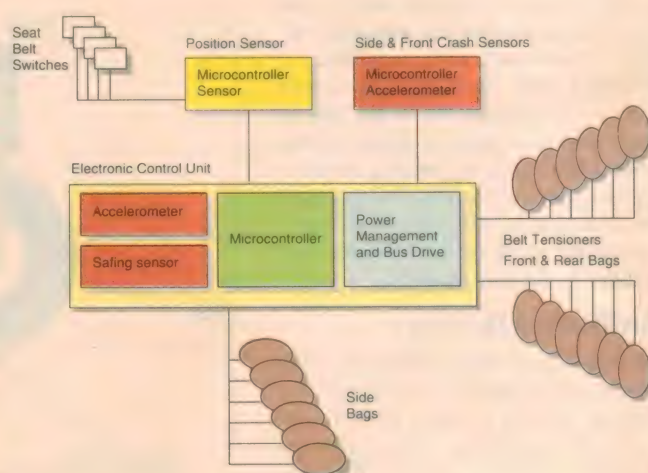 Seat
Belt
Switches
Position Sensor
Side & Front Crash Sensors
Microcontroller
Sensor
Microcontroller
Accelerometer
Electronic Control Unit
Accelerometer
Safing sensor
Microcontroller
Power
Management
and Bus Drive
Belt Tensioners
Front & Rear Bags
Side
Bags